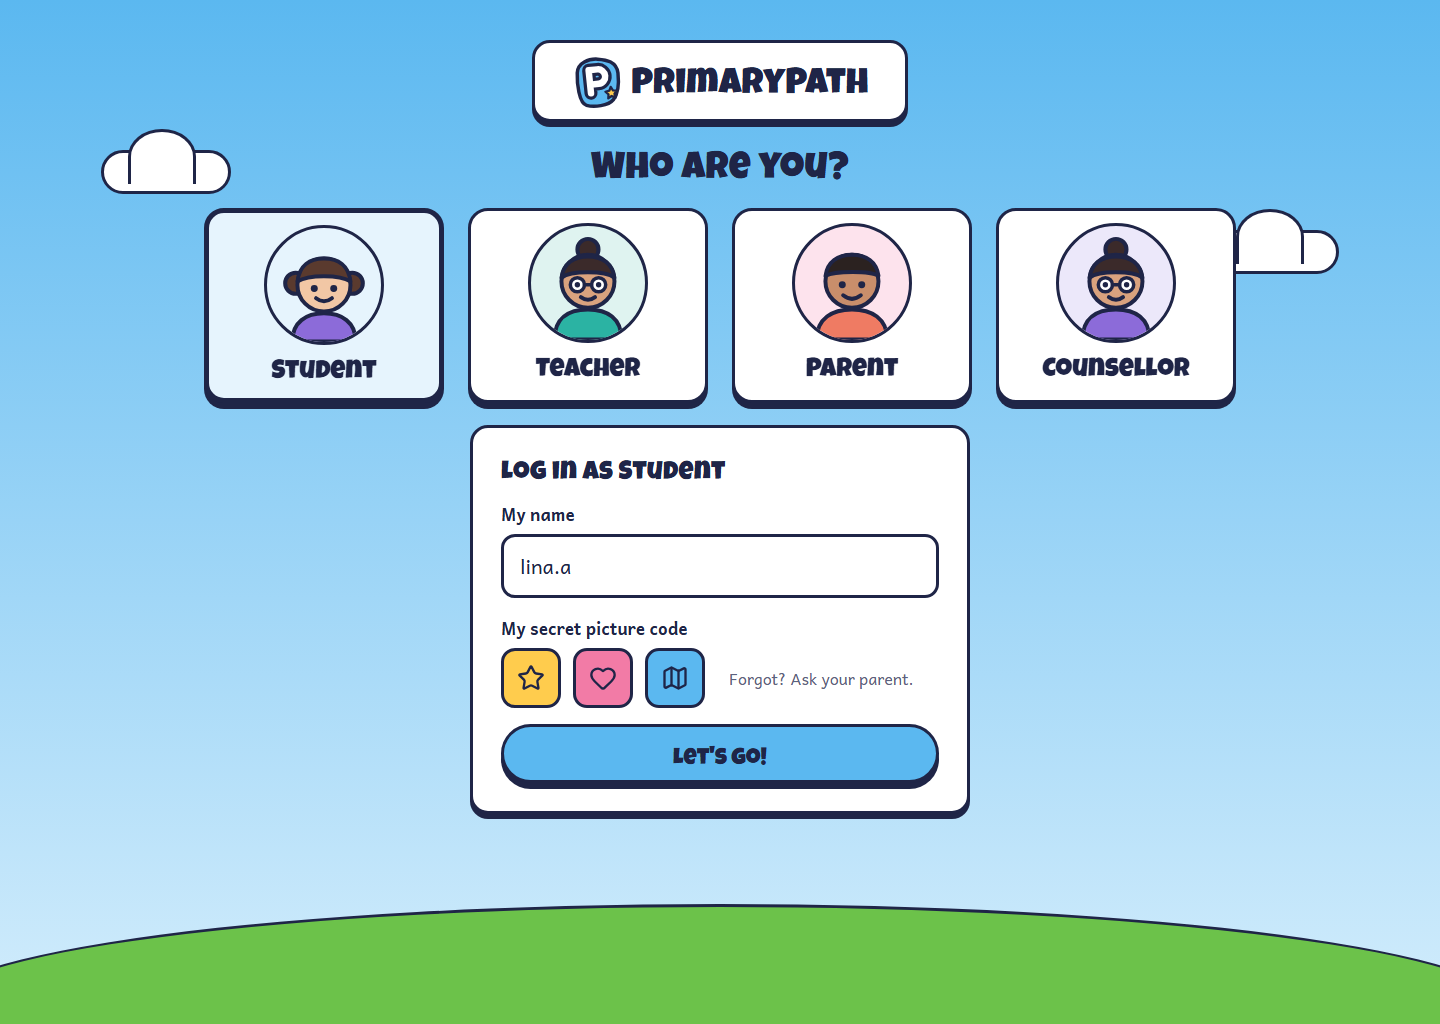 P PRIMARYPATH
WHO ARE YOU?
STUDENT
TEACHER
PARENT
COUNSELLOR
LOG IN AS STUDENT
My name
lina.a
My secret picture code
Forgot? Ask your parent.
LET'S GO!